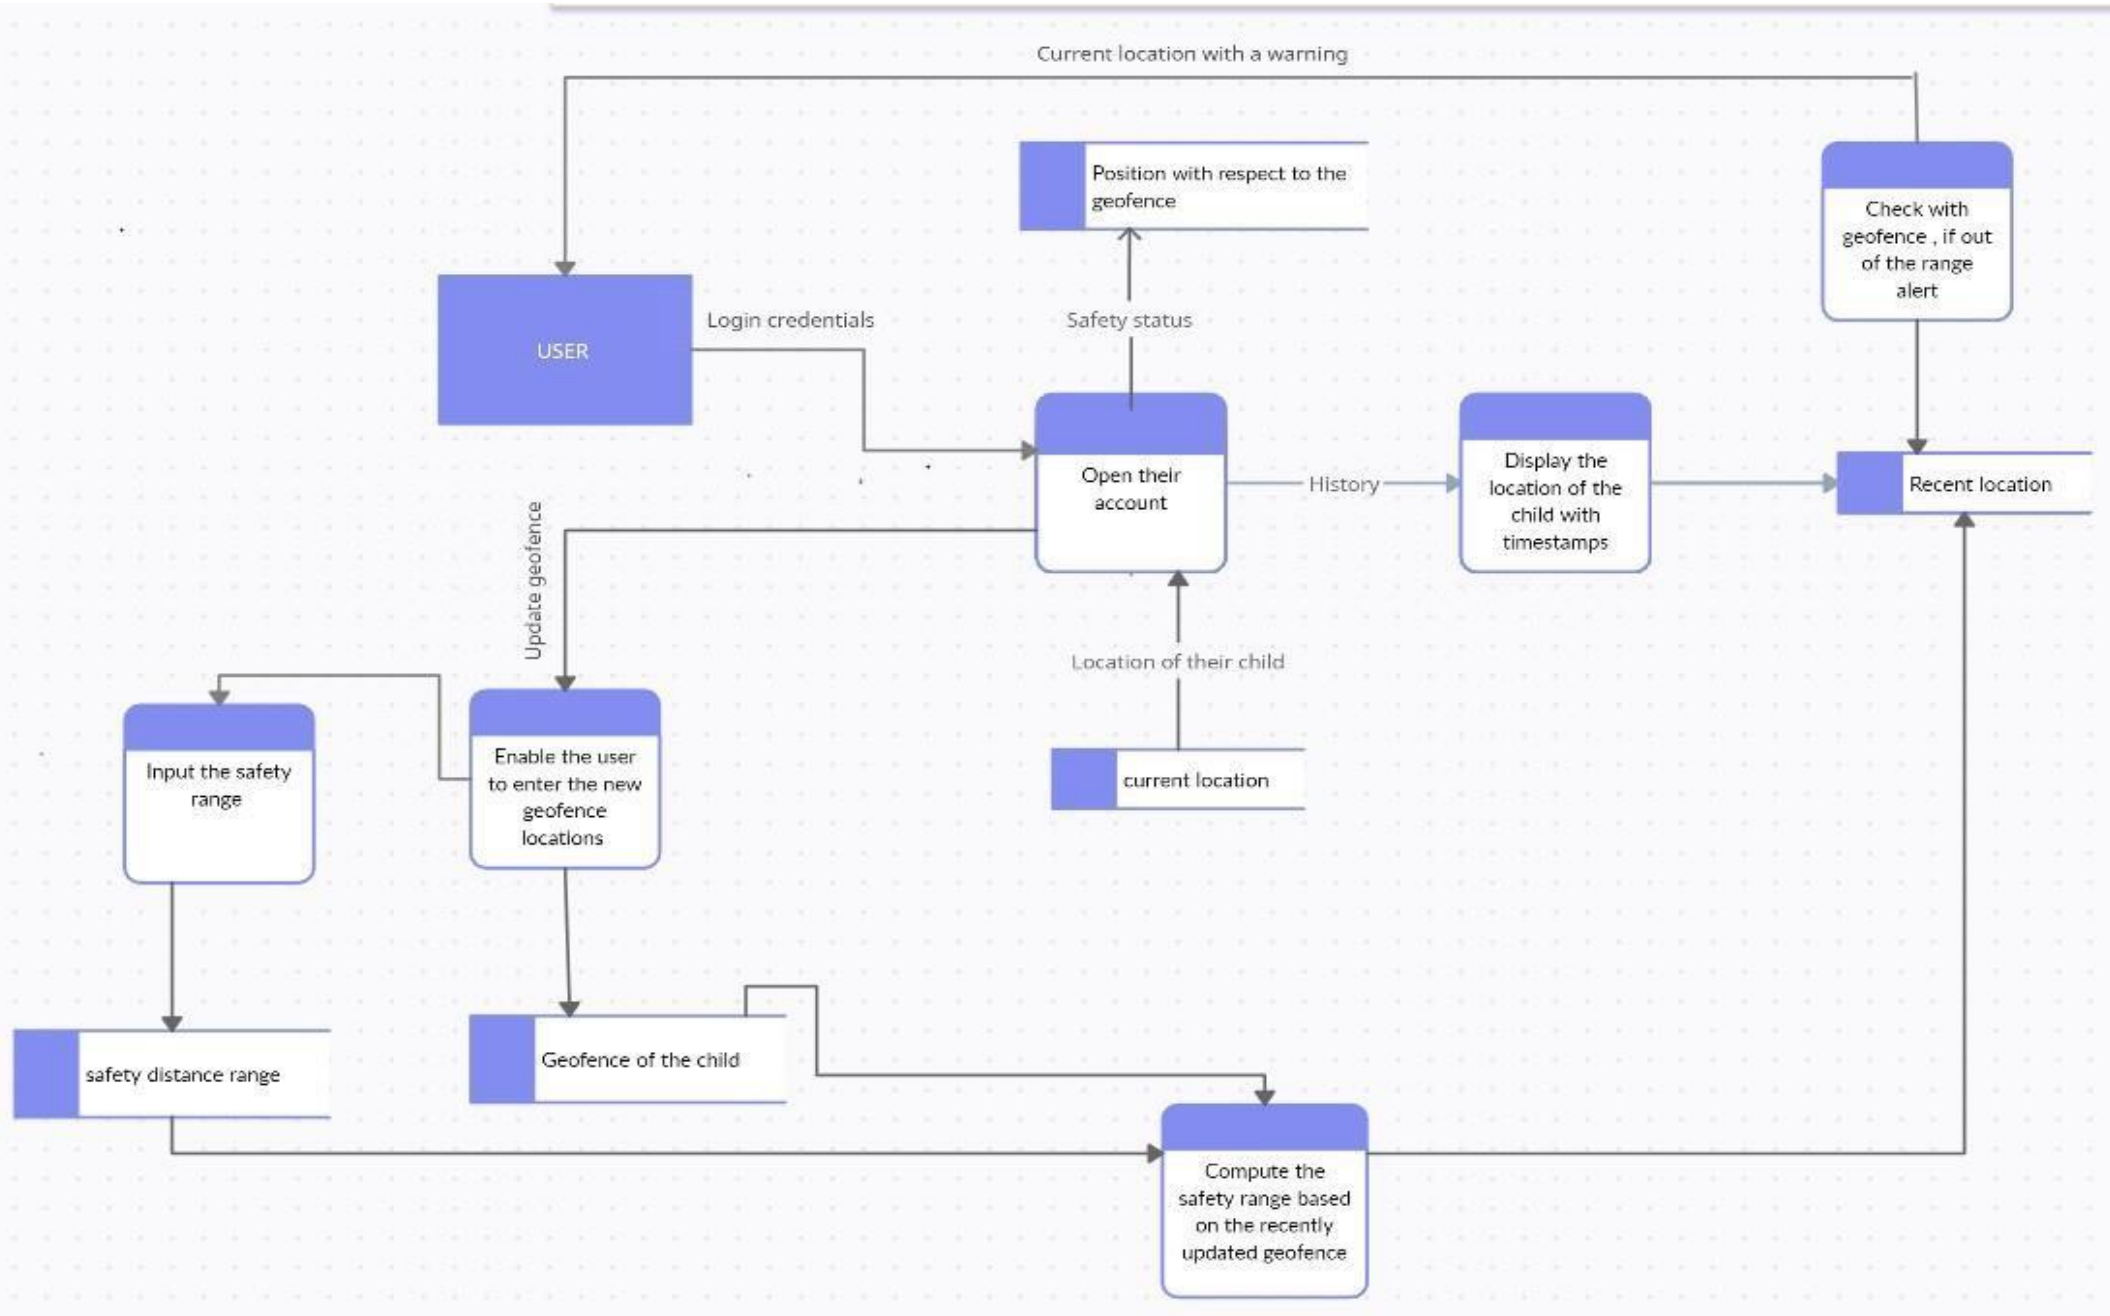 Current location with a warning
Position with respect to the
geofence
Check with
geofence , if out
of the range
alert
Login credentials
Safety status
USER
Open their
account
History
Display the
location of the
child with
timestamps
Recent location
Update geofence
Location of their child
Input the safety
range
Enable the user
to enter the new
geofence
locations
current location
safety distance range
Geofence of the child
Compute the
safety range based
on the recently
updated geofence